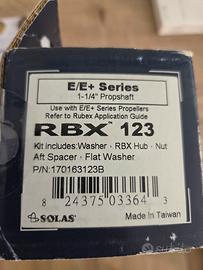 E/E+ Series
1-1/4" Propshaft
Use with E/E+ Series Propellers
Refer to Rubex Application Guide
RBX™ 123
Kit includes:Washer · RBX Hub · Nut
Aft Spacer · Flat Washer
P/N:170163123B
8 24375 03364 3
SOLAS® Made in Taiwan